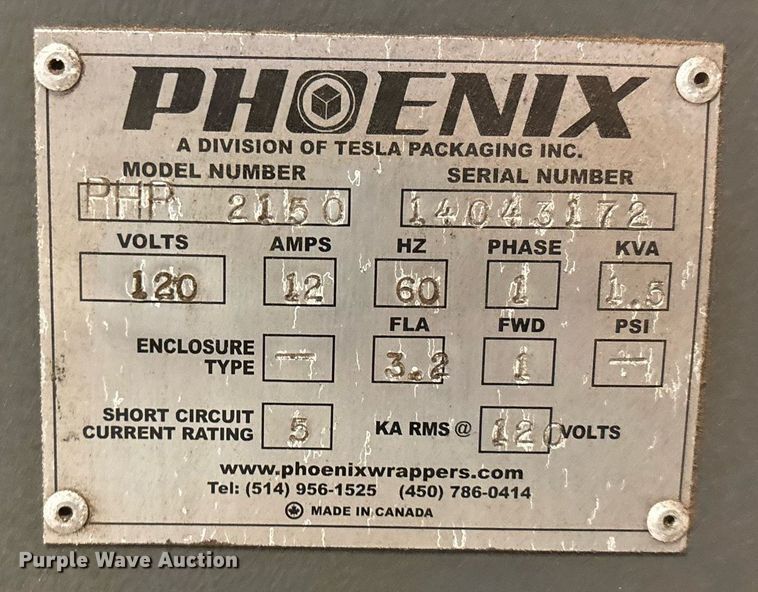 PHOENIX
A DIVISION OF TESLA PACKAGING INC.
MODEL NUMBER SERIAL NUMBER
PHP 2150 14043172
VOLTS AMPS HZ PHASE KVA
120 12 60 1 1.5
FLA FWD PSI
ENCLOSURE TYPE — 3.2 1 —
SHORT CIRCUIT
CURRENT RATING 5 KA RMS @ 120 VOLTS
www.phoenixwrappers.com
Tel: (514) 956-1525 (450) 786-0414
MADE IN CANADA
Purple Wave Auction